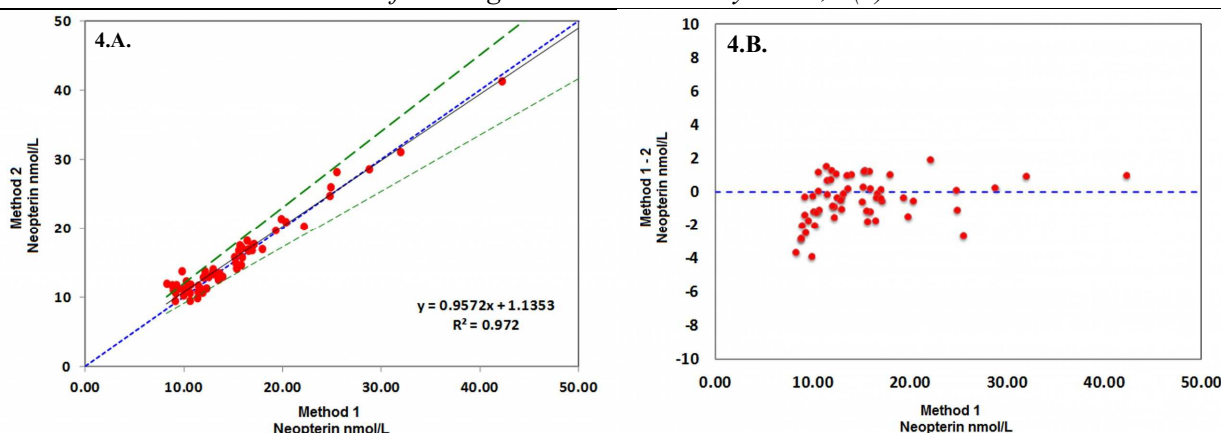 4.A.
50
40
30
20
10
0
Method 2
Neopterin nmol/L
y = 0.9572x + 1.1353
R² = 0.972
0.00 10.00 20.00 30.00 40.00 50.00
Method 1
Neopterin nmol/L
4.B.
10
8
6
4
2
0
-2
-4
-6
-8
-10
Method 1 - 2
Neopterin nmol/L
0.00 10.00 20.00 30.00 40.00 50.00
Method 1
Neopterin nmol/L